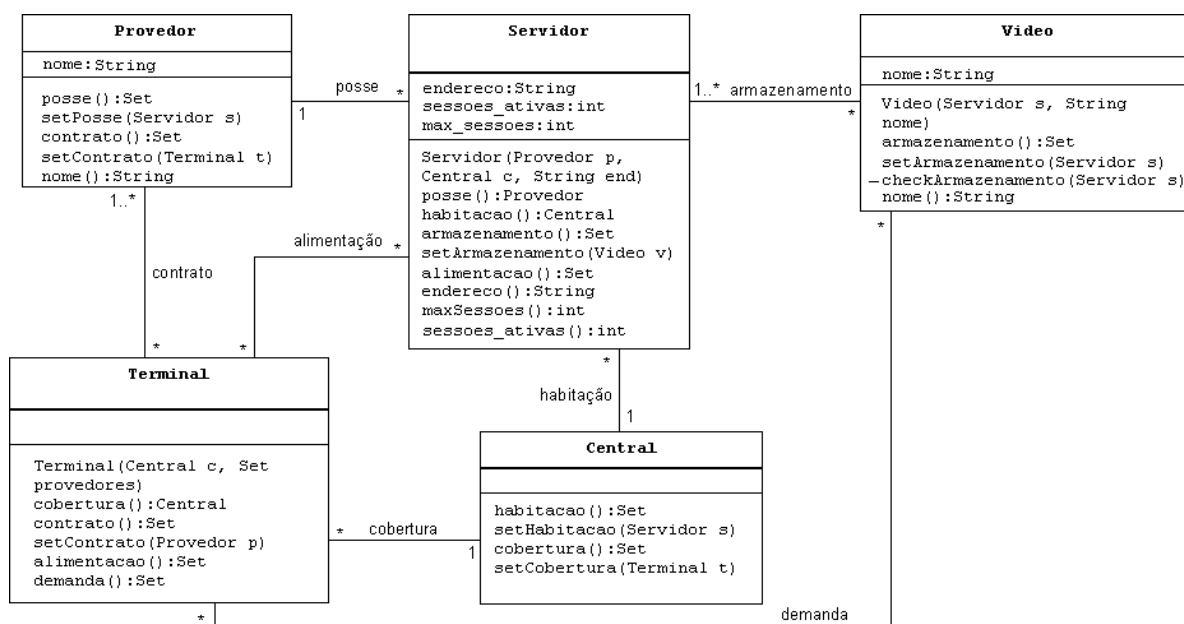 Provedor
nome:String
posse():Set
setPosse(Servidor s)
contrato():Set
setContrato(Terminal t)
nome():String
1..*
posse
1
*
Servidor
endereco:String
sessoes_ativas:int
max_sessoes:int
Servidor(Provedor p,
Central c, String end)
posse():Provedor
habitacao():Central
armazenamento():Set
setArmazenamento(Video v)
alimentacao():Set
endereco():String
maxSessoes():int
sessoes_ativas():int
1..*
armazenamento
*
Video
nome:String
Video(Servidor s, String
nome)
armazenamento():Set
setArmazenamento(Servidor s)
–checkArmazenamento(Servidor s)
nome():String
*
alimentação
*
contrato
*
*
*
habitação
1
Terminal
Terminal(Central c, Set
provedores)
cobertura():Central
contrato():Set
setContrato(Provedor p)
alimentacao():Set
demanda():Set
*
*
cobertura
1
Central
habitacao():Set
setHabitacao(Servidor s)
cobertura():Set
setCobertura(Terminal t)
demanda